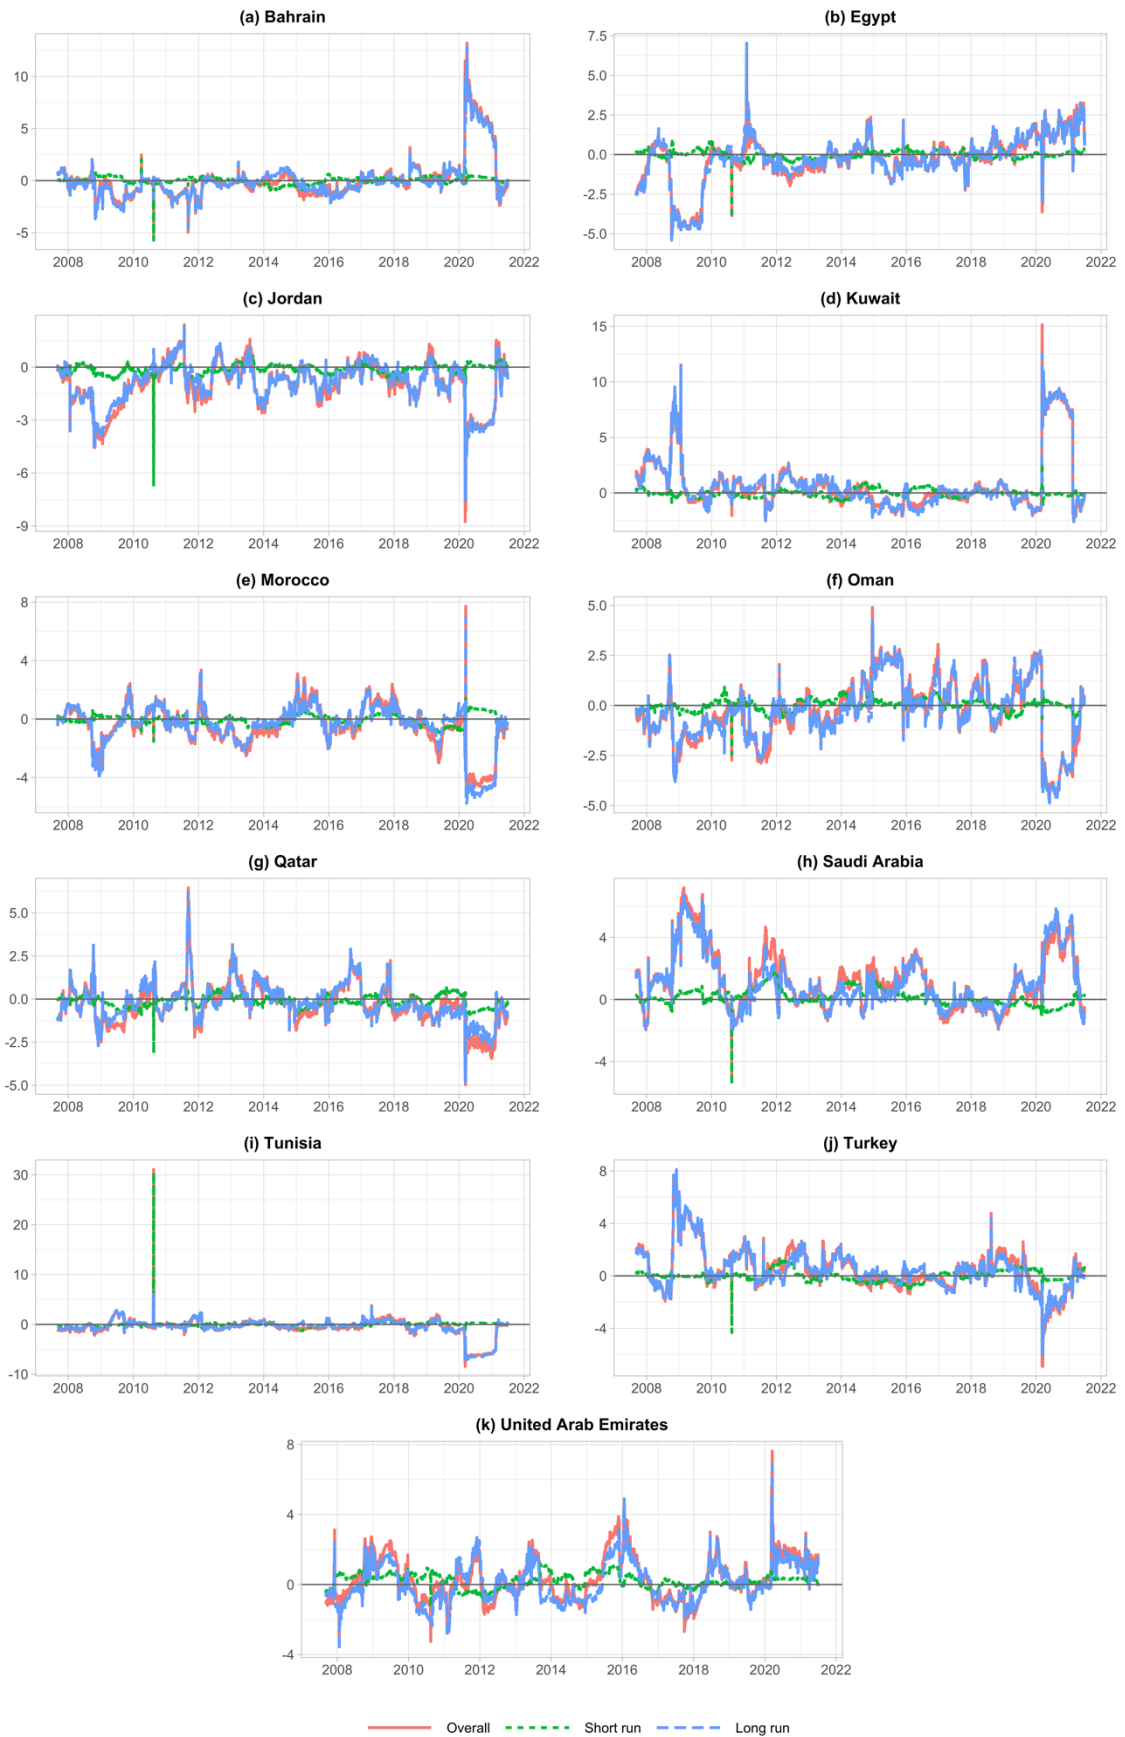 (a) Bahrain
10
5
0
-5
2008 2010 2012 2014 2016 2018 2020 2022
(b) Egypt
7.5
5.0
2.5
0.0
-2.5
-5.0
2008 2010 2012 2014 2016 2018 2020 2022
(c) Jordan
0
-3
-6
-9
2008 2010 2012 2014 2016 2018 2020 2022
(d) Kuwait
15
10
5
0
2008 2010 2012 2014 2016 2018 2020 2022
(e) Morocco
8
4
0
-4
2008 2010 2012 2014 2016 2018 2020 2022
(f) Oman
5.0
2.5
0.0
-2.5
-5.0
2008 2010 2012 2014 2016 2018 2020 2022
(g) Qatar
5.0
2.5
0.0
-2.5
-5.0
2008 2010 2012 2014 2016 2018 2020 2022
(h) Saudi Arabia
4
0
-4
2008 2010 2012 2014 2016 2018 2020 2022
(i) Tunisia
30
20
10
0
-10
2008 2010 2012 2014 2016 2018 2020 2022
(j) Turkey
8
4
0
-4
2008 2010 2012 2014 2016 2018 2020 2022
(k) United Arab Emirates
8
4
0
-4
2008 2010 2012 2014 2016 2018 2020 2022
Overall Short run Long run